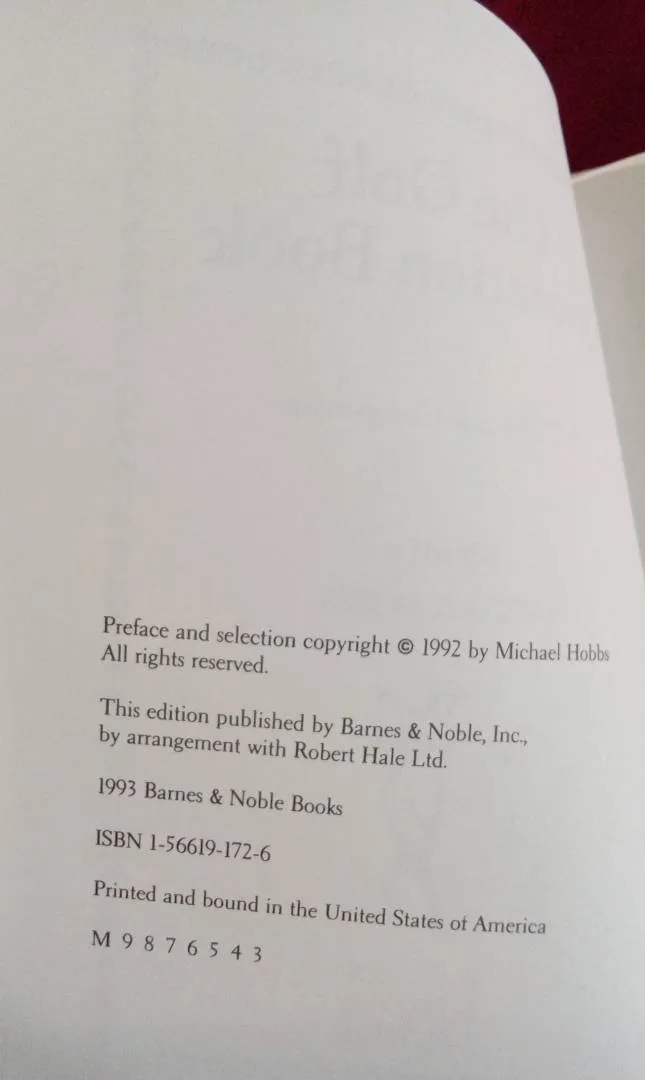 Preface and selection copyright © 1992 by Michael Hobbs
All rights reserved.
This edition published by Barnes & Noble, Inc.,
by arrangement with Robert Hale Ltd.
1993 Barnes & Noble Books
ISBN 1-56619-172-6
Printed and bound in the United States of America
M 9 8 7 6 5 4 3